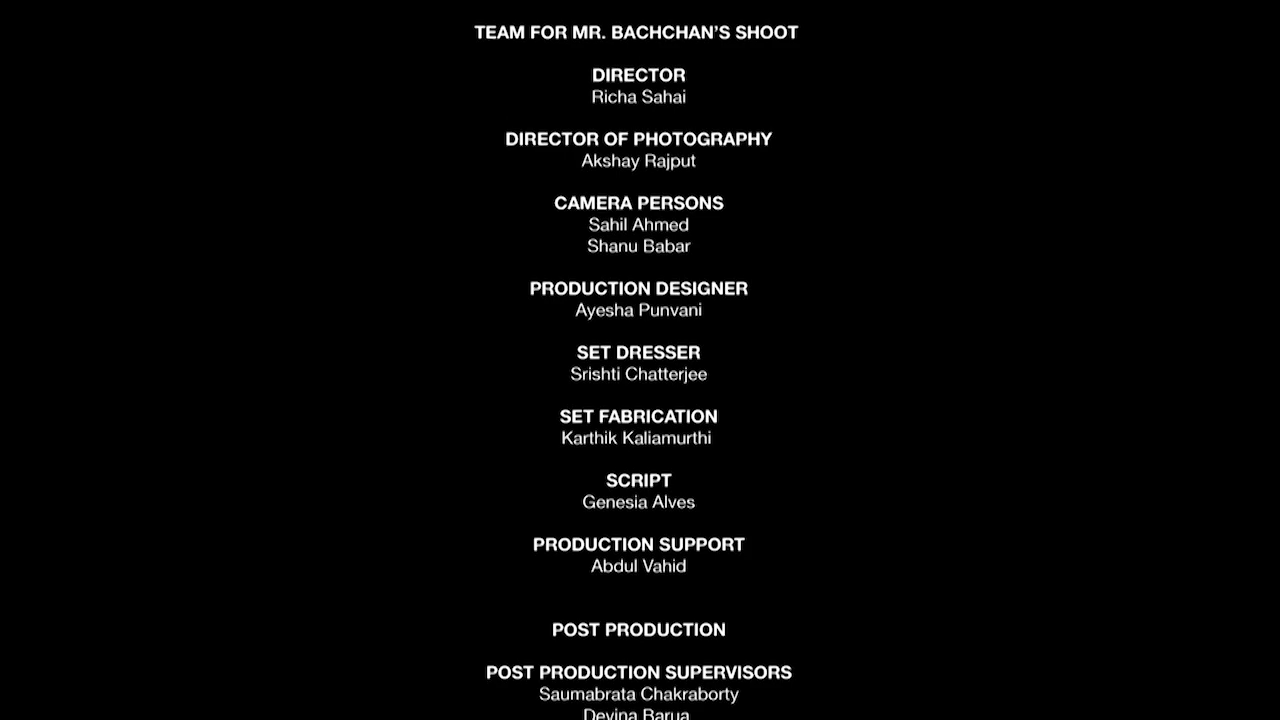 TEAM FOR MR. BACHCHAN'S SHOOT
DIRECTOR
Richa Sahai
DIRECTOR OF PHOTOGRAPHY
Akshay Rajput
CAMERA PERSONS
Sahil Ahmed
Shanu Babar
PRODUCTION DESIGNER
Ayesha Punvani
SET DRESSER
Srishti Chatterjee
SET FABRICATION
Karthik Kaliamurthi
SCRIPT
Genesia Alves
PRODUCTION SUPPORT
Abdul Vahid
POST PRODUCTION
POST PRODUCTION SUPERVISORS
Saumabrata Chakraborty
Devina Barua